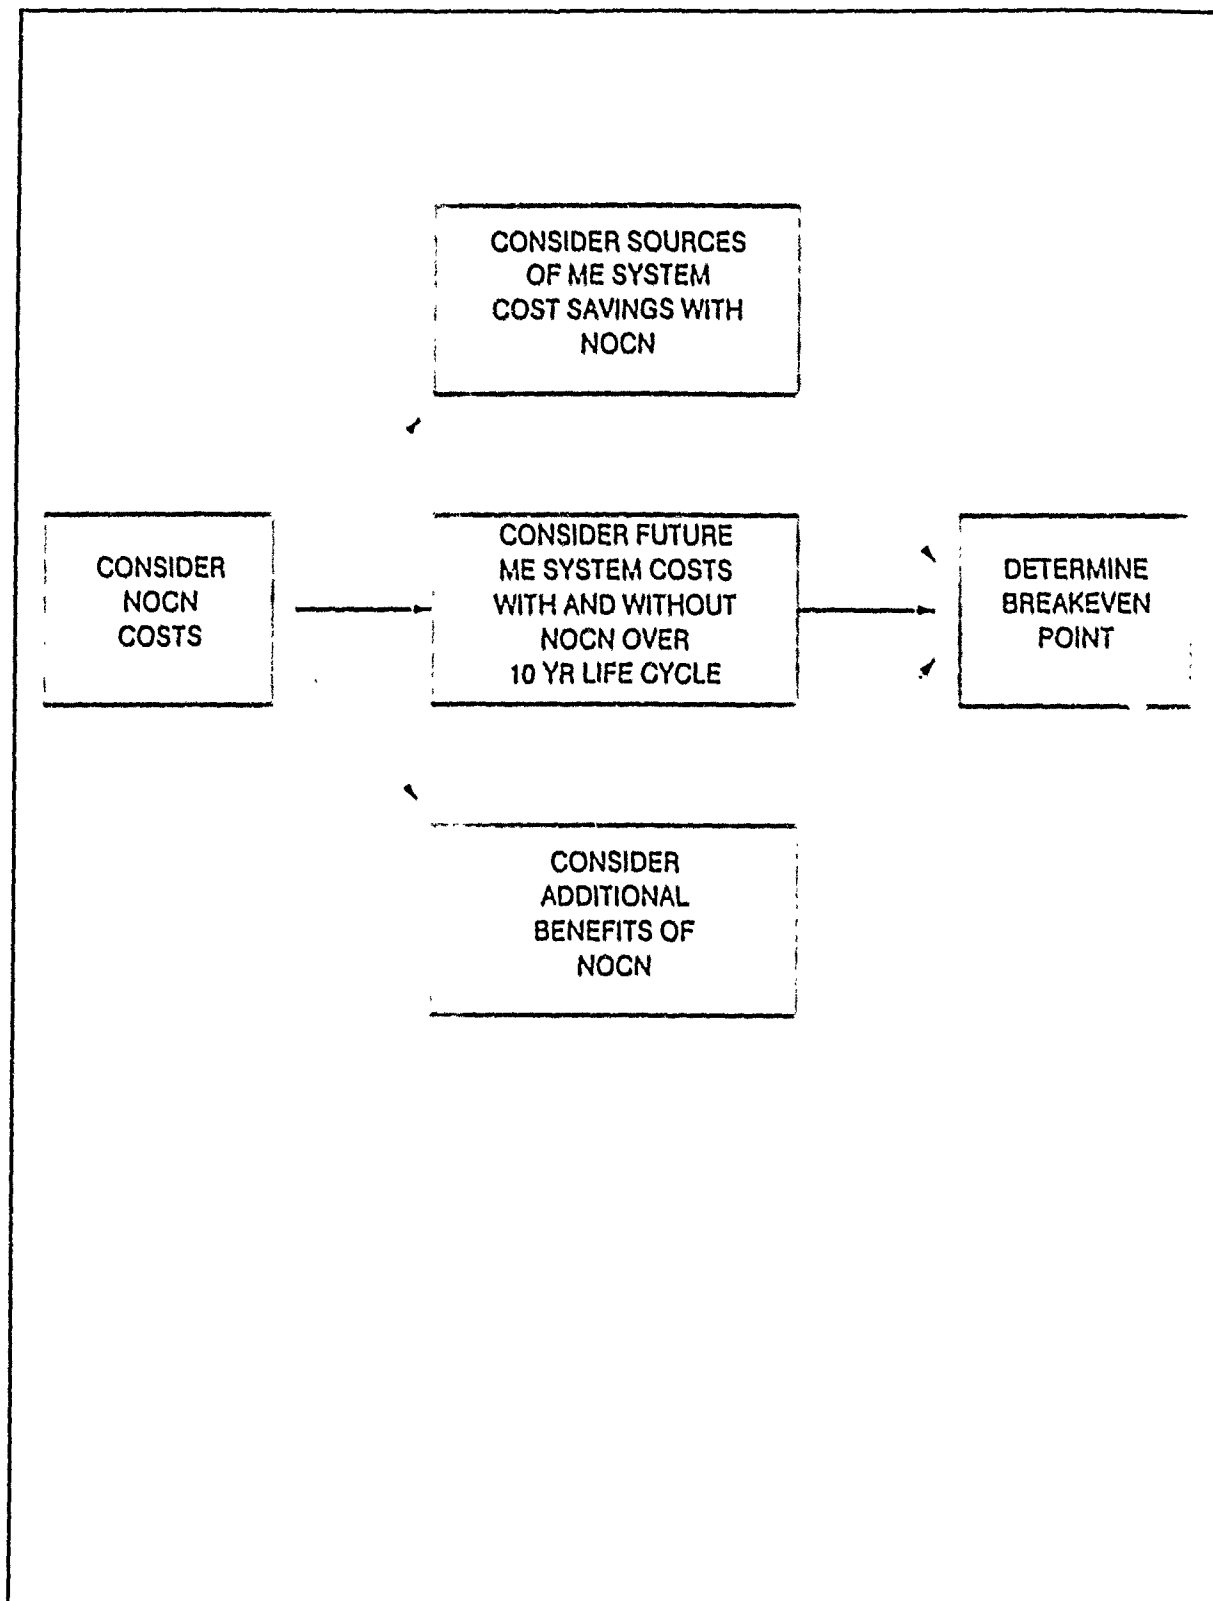 CONSIDER SOURCES
OF ME SYSTEM
COST SAVINGS WITH
NOCN
CONSIDER
NOCN
COSTS
CONSIDER FUTURE
ME SYSTEM COSTS
WITH AND WITHOUT
NOCN OVER
10 YR LIFE CYCLE
DETERMINE
BREAKEVEN
POINT
CONSIDER
ADDITIONAL
BENEFITS OF
NOCN